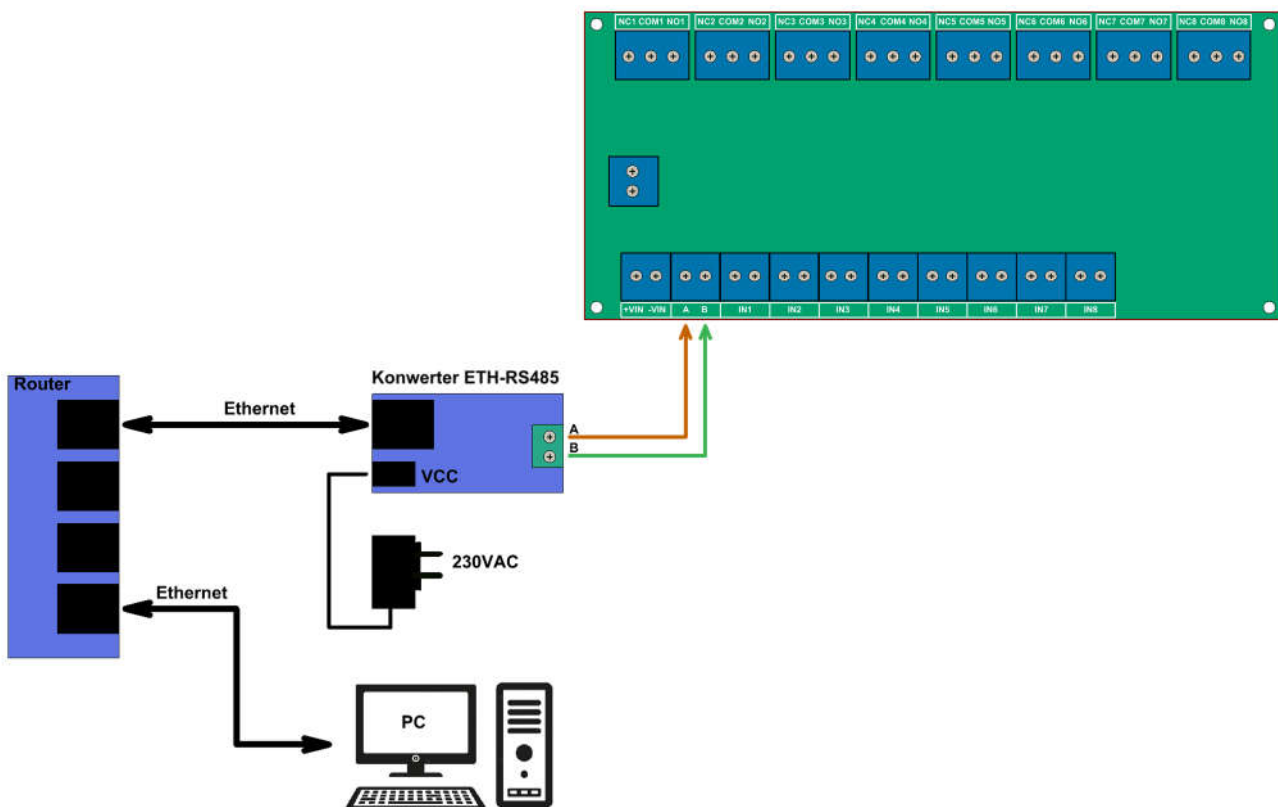 NC1 COM1 NO1 NC2 COM2 NO2 NC3 COM3 NO3 NC4 COM4 NO4 NC5 COM5 NO5 NC6 COM6 NO6 NC7 COM7 NO7 NC8 COM8 NO8
+VIN -VIN A B IN1 IN2 IN3 IN4 IN5 IN6 IN7 IN8
Router
Konwerter ETH-RS485
Ethernet
A
B
VCC
230VAC
Ethernet
PC